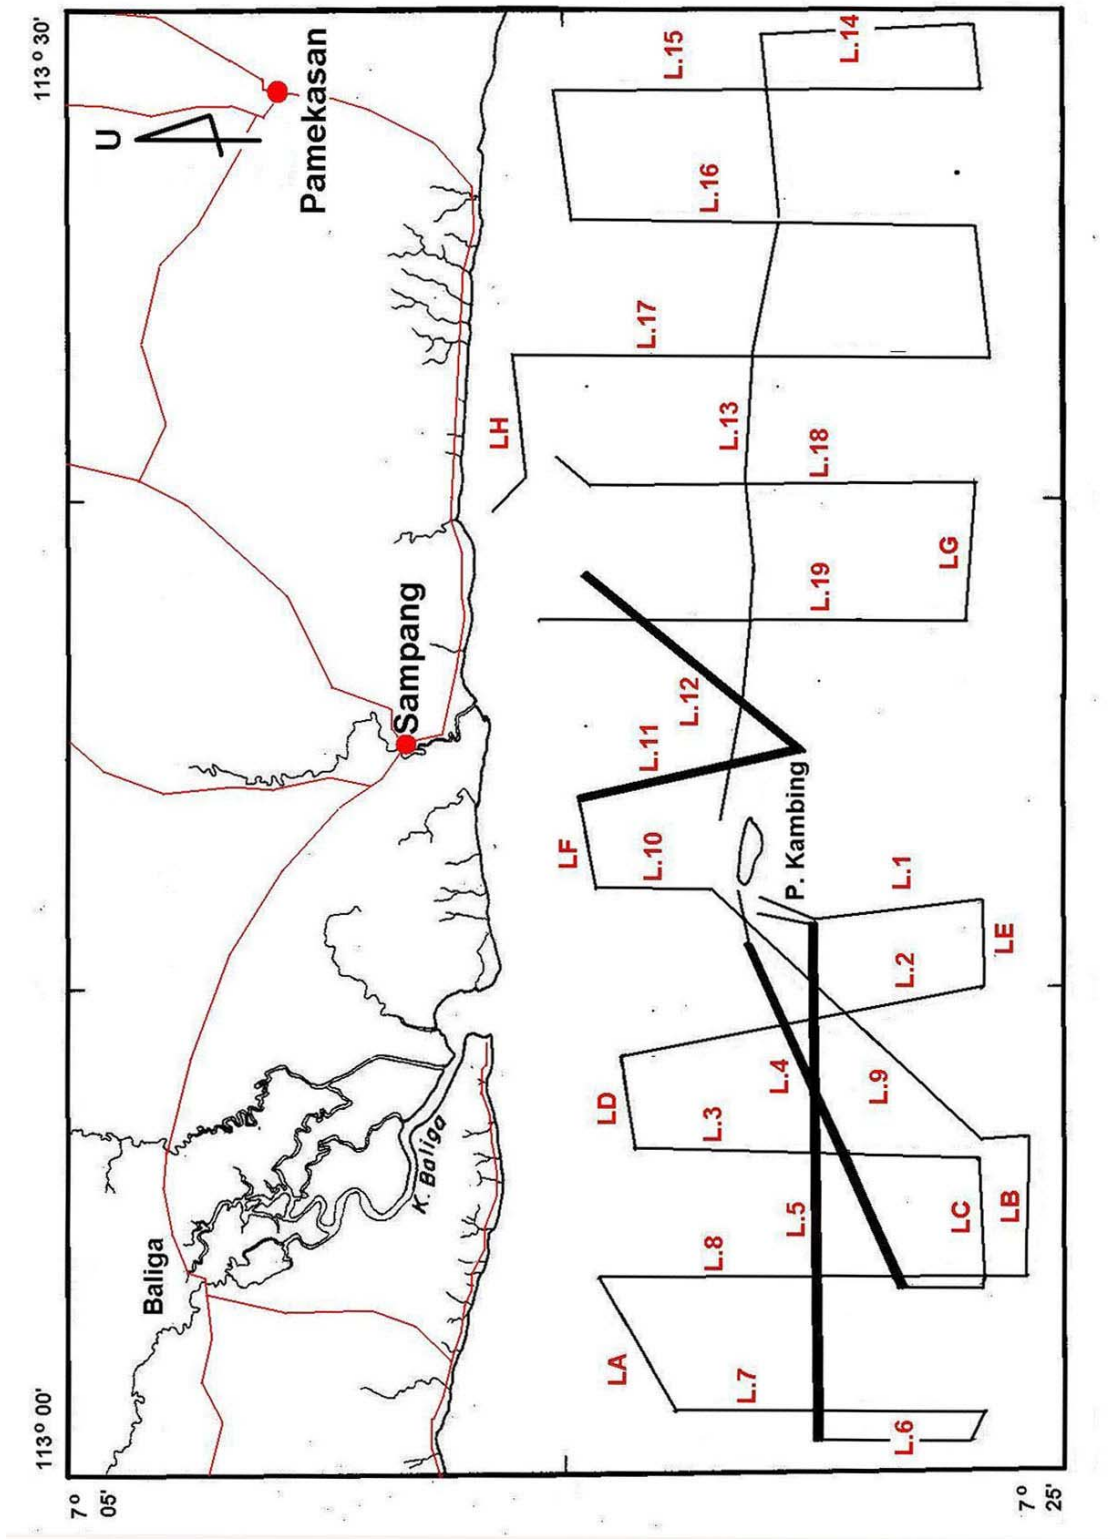 113° 00'
113° 30'
7°
05'
U
Pamekasan
Baliga
Sampang
K. Baliga
LH
L.15
L.14
L.16
L.17
L.13
L.18
LG
L.19
L.12
L.11
LF
L.10
P. Kambing
L.1
L.2
LE
LD
L.3
L.4
L.9
L.5
L.8
LC
LB
LA
L.7
L.6
7°
25'